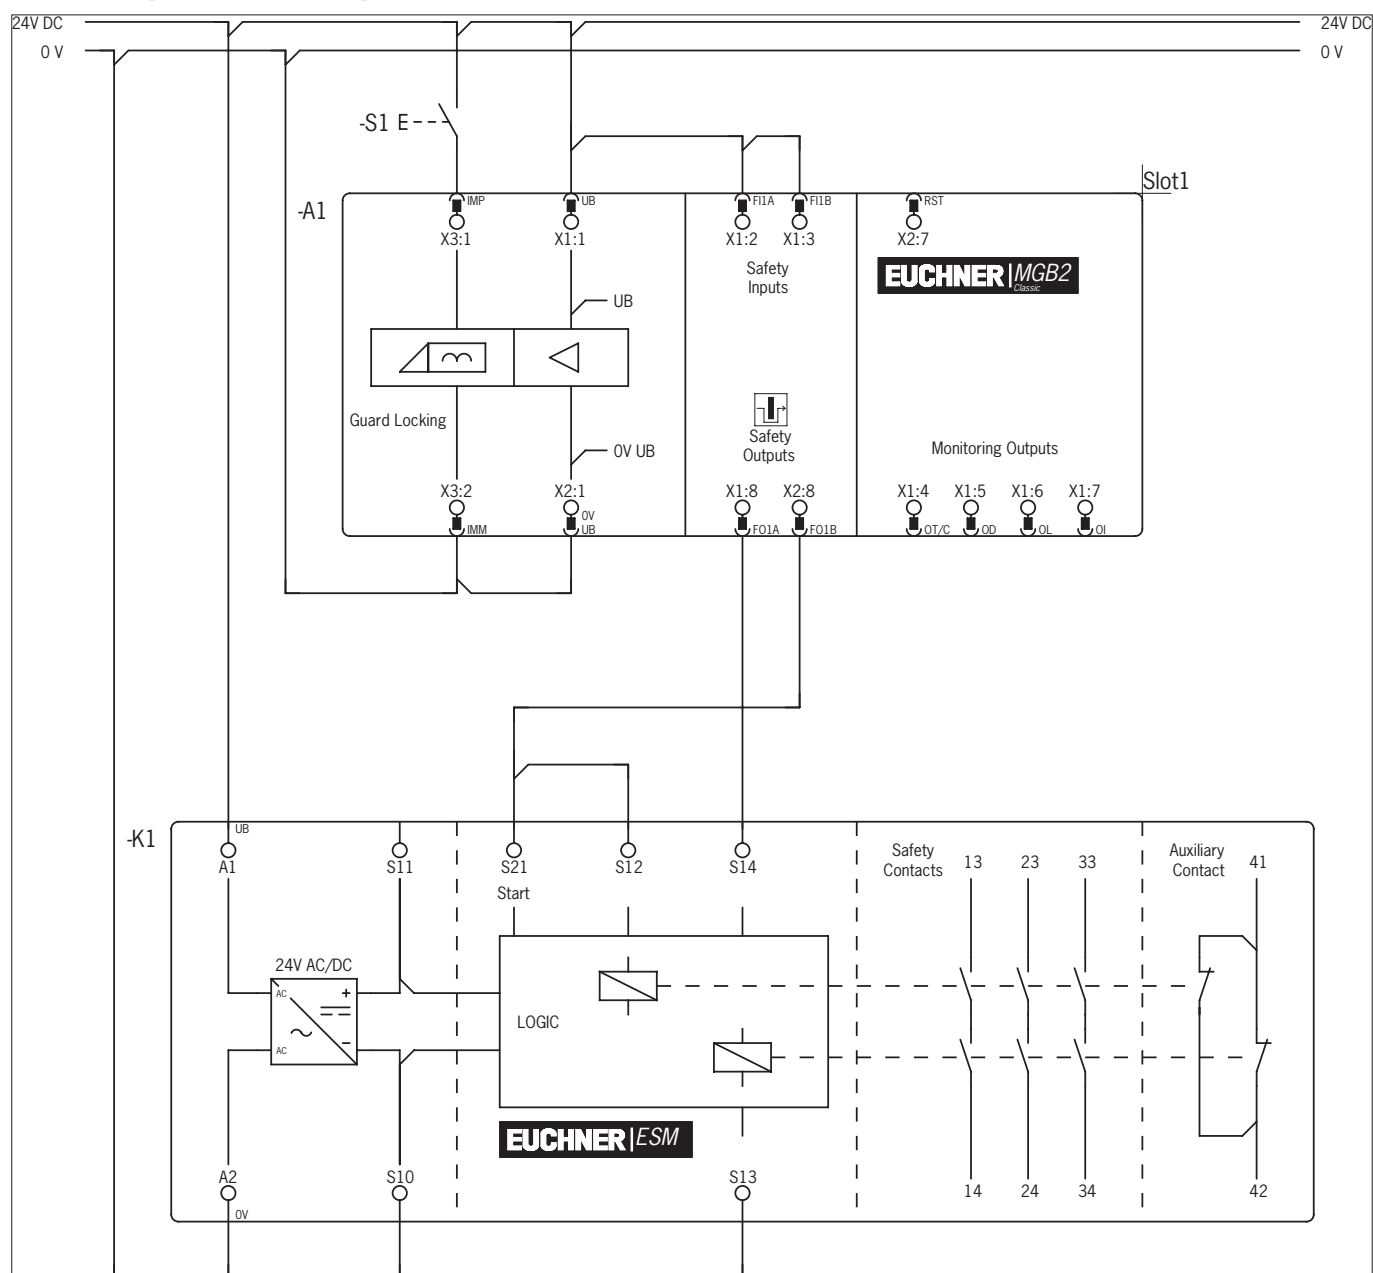 24V DC 24V DC
0 V 0 V
-S1 E
Slot1
-A1
IMP UB FI1A FI1B RST
X3:1 X1:1 X1:2 X1:3 X2:7
Safety
Inputs
EUCHNER MGB2
Classic
UB
Guard Locking
Safety
Outputs
0V UB
Monitoring Outputs
X3:2 X2:1 X1:8 X2:8 X1:4 X1:5 X1:6 X1:7
0V
IMM UB FO1A FO1B OT/C OD OL OI
-K1
UB
A1 S11 S21 S12 S14
Start
Safety
Contacts
13 23 33
Auxiliary
Contact
41
24V AC/DC
AC +
LOGIC
AC -
EUCHNER ESM
A2 S10 S13
14 24 34 42
0V